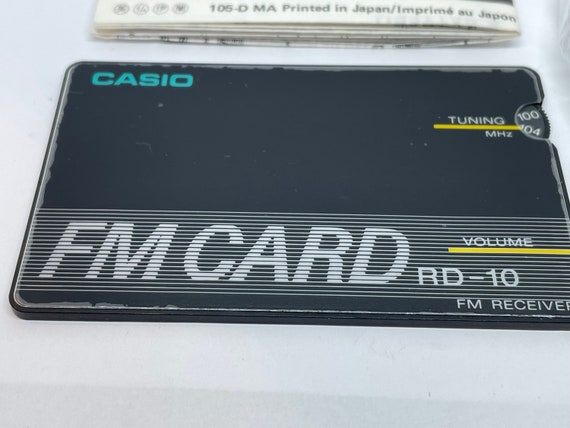 105-D MA Printed in Japan/Imprimé au Japon
CASIO
TUNING
MHz
100
104
VOLUME
FM CARD
RD-10
FM RECEIVER